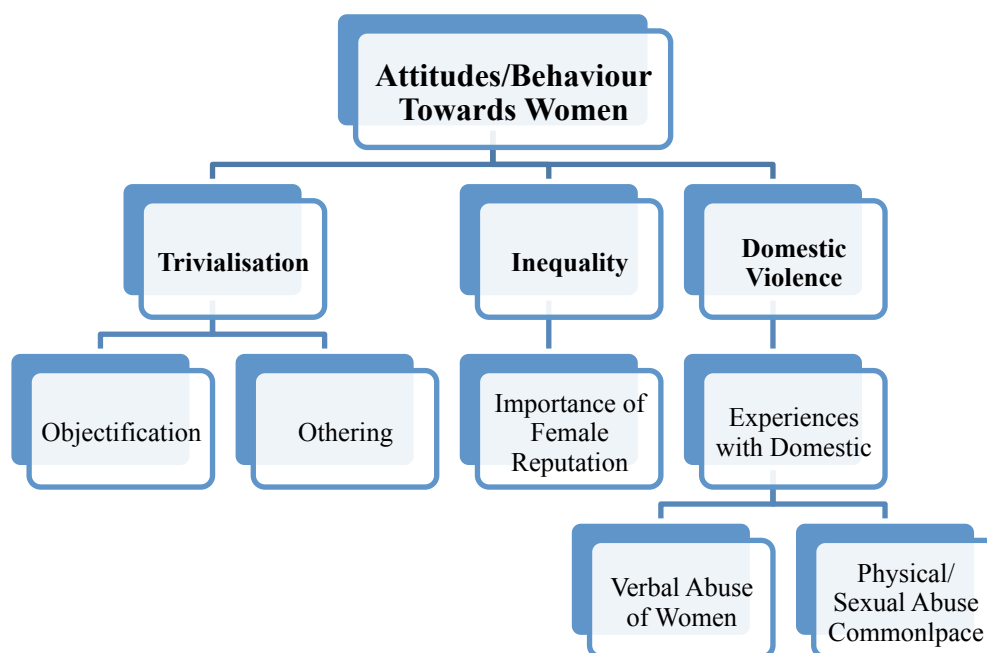 Attitudes/Behaviour
Towards Women
Trivialisation
Inequality
Domestic
Violence
Objectification
Othering
Importance of
Female
Reputation
Experiences
with Domestic
Verbal Abuse
of Women
Physical/
Sexual Abuse
Commonlpace